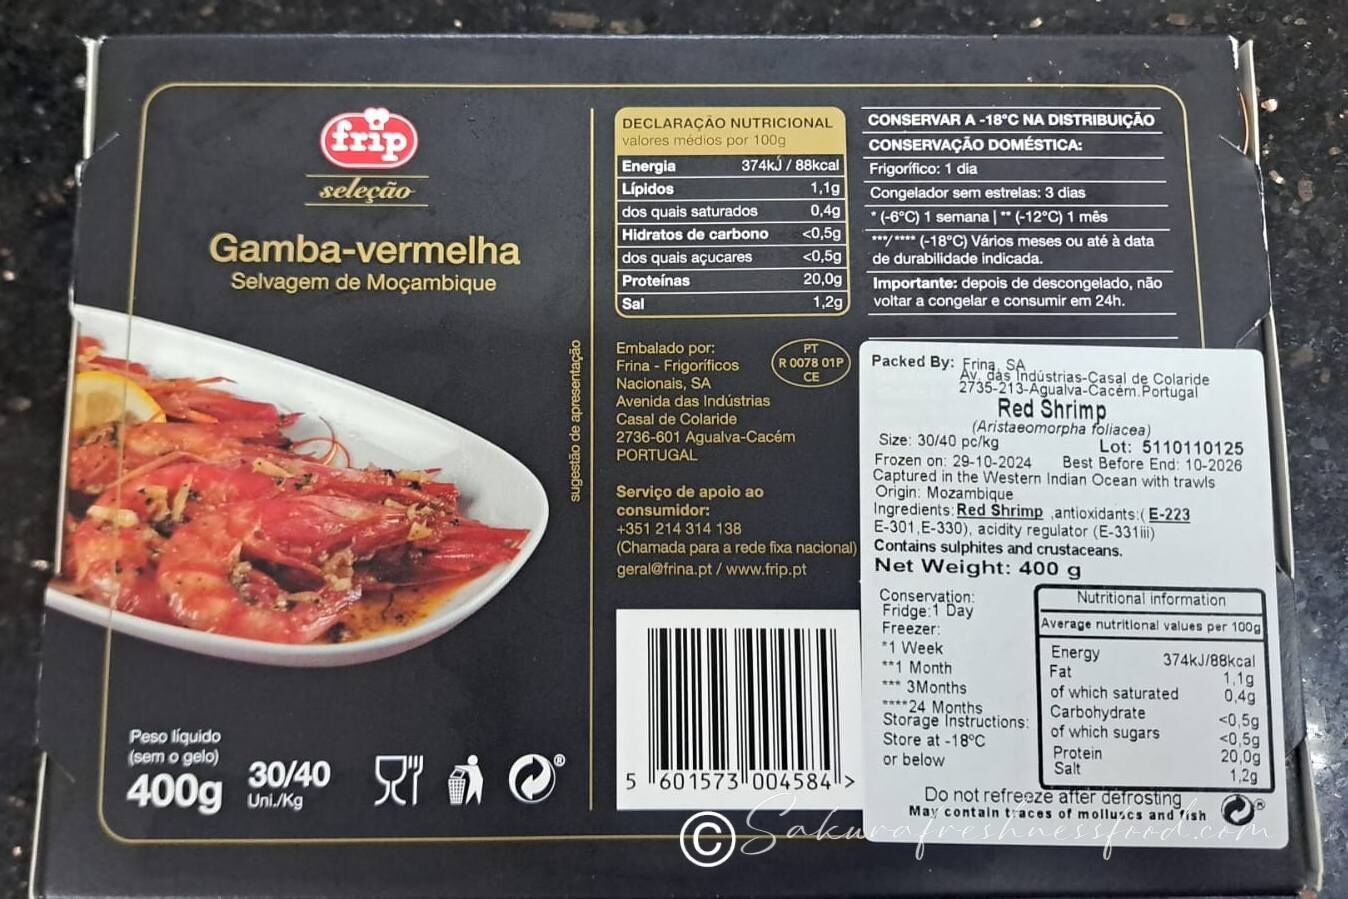 frip
seleção
Gamba-vermelha
Selvagem de Moçambique
sugestão de apresentação
Peso líquido
(sem o gelo)
400g
30/40
Uni./Kg
DECLARAÇÃO NUTRICIONAL
valores médios por 100g
Energia 374kJ / 88kcal
Lípidos 1,1g
dos quais saturados 0,4g
Hidratos de carbono <0,5g
dos quais açucares <0,5g
Proteínas 20,0g
Sal 1,2g
Embalado por:
Frina - Frigoríficos
Nacionais, SA
Avenida das Indústrias
Casal de Colaride
2736-601 Agualva-Cacém
PORTUGAL
PT
R 0078 01P
CE
Serviço de apoio ao
consumidor:
+351 214 314 138
(Chamada para a rede fixa nacional)
geral@frina.pt / www.frip.pt
5 601573 004584 >
CONSERVAR A -18°C NA DISTRIBUIÇÃO
CONSERVAÇÃO DOMÉSTICA:
Frigorífico: 1 dia
Congelador sem estrelas: 3 dias
* (-6°C) 1 semana | ** (-12°C) 1 mês
***/**** (-18°C) Vários meses ou até à data
de durabilidade indicada.
Importante: depois de descongelado, não
voltar a congelar e consumir em 24h.
Packed By: Frina, SA
Av. das Indústrias-Casal de Colaride
2735-213-Agualva-Cacém.Portugal
Red Shrimp
(Aristaeomorpha foliacea)
Size: 30/40 pc/kg
Lot: 5110110125
Frozen on: 29-10-2024 Best Before End: 10-2026
Captured in the Western Indian Ocean with trawls
Origin: Mozambique
Ingredients: Red Shrimp ,antioxidants:( E-223
E-301,E-330), acidity regulator (E-331iii)
Contains sulphites and crustaceans.
Net Weight: 400 g
Conservation:
Fridge:1 Day
Freezer:
*1 Week
**1 Month
*** 3Months
****24 Months
Storage Instructions:
Store at -18ºC
or below
Nutritional information
Average nutritional values per 100g
Energy 374kJ/88kcal
Fat 1,1g
of which saturated 0,4g
Carbohydrate <0,5g
of which sugars <0,5g
Protein 20,0g
Salt 1,2g
Do not refreeze after defrosting
May contain traces of molluscs and fish
© Sakurafreshnessfood.com